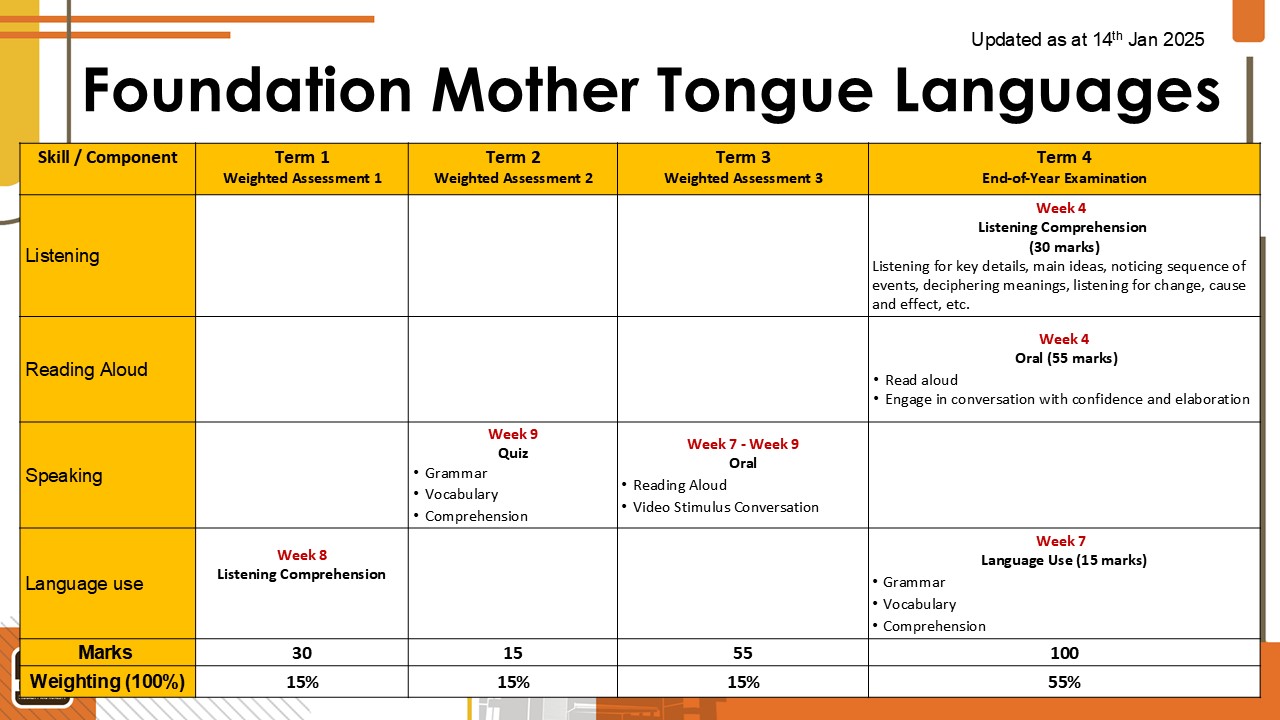 Updated as at 14th Jan 2025
Foundation Mother Tongue Languages
Skill / Component
Term 1
Weighted Assessment 1
Term 2
Weighted Assessment 2
Term 3
Weighted Assessment 3
Term 4
End-of-Year Examination
Listening
Week 4
Listening Comprehension
(30 marks)
Listening for key details, main ideas, noticing sequence of
events, deciphering meanings, listening for change, cause
and effect, etc.
Reading Aloud
Week 4
Oral (55 marks)
• Read aloud
• Engage in conversation with confidence and elaboration
Speaking
Week 9
Quiz
• Grammar
• Vocabulary
• Comprehension
Week 7 - Week 9
Oral
• Reading Aloud
• Video Stimulus Conversation
Language use
Week 8
Listening Comprehension
Week 7
Language Use (15 marks)
• Grammar
• Vocabulary
• Comprehension
Marks
30
15
55
100
Weighting (100%)
15%
15%
15%
55%